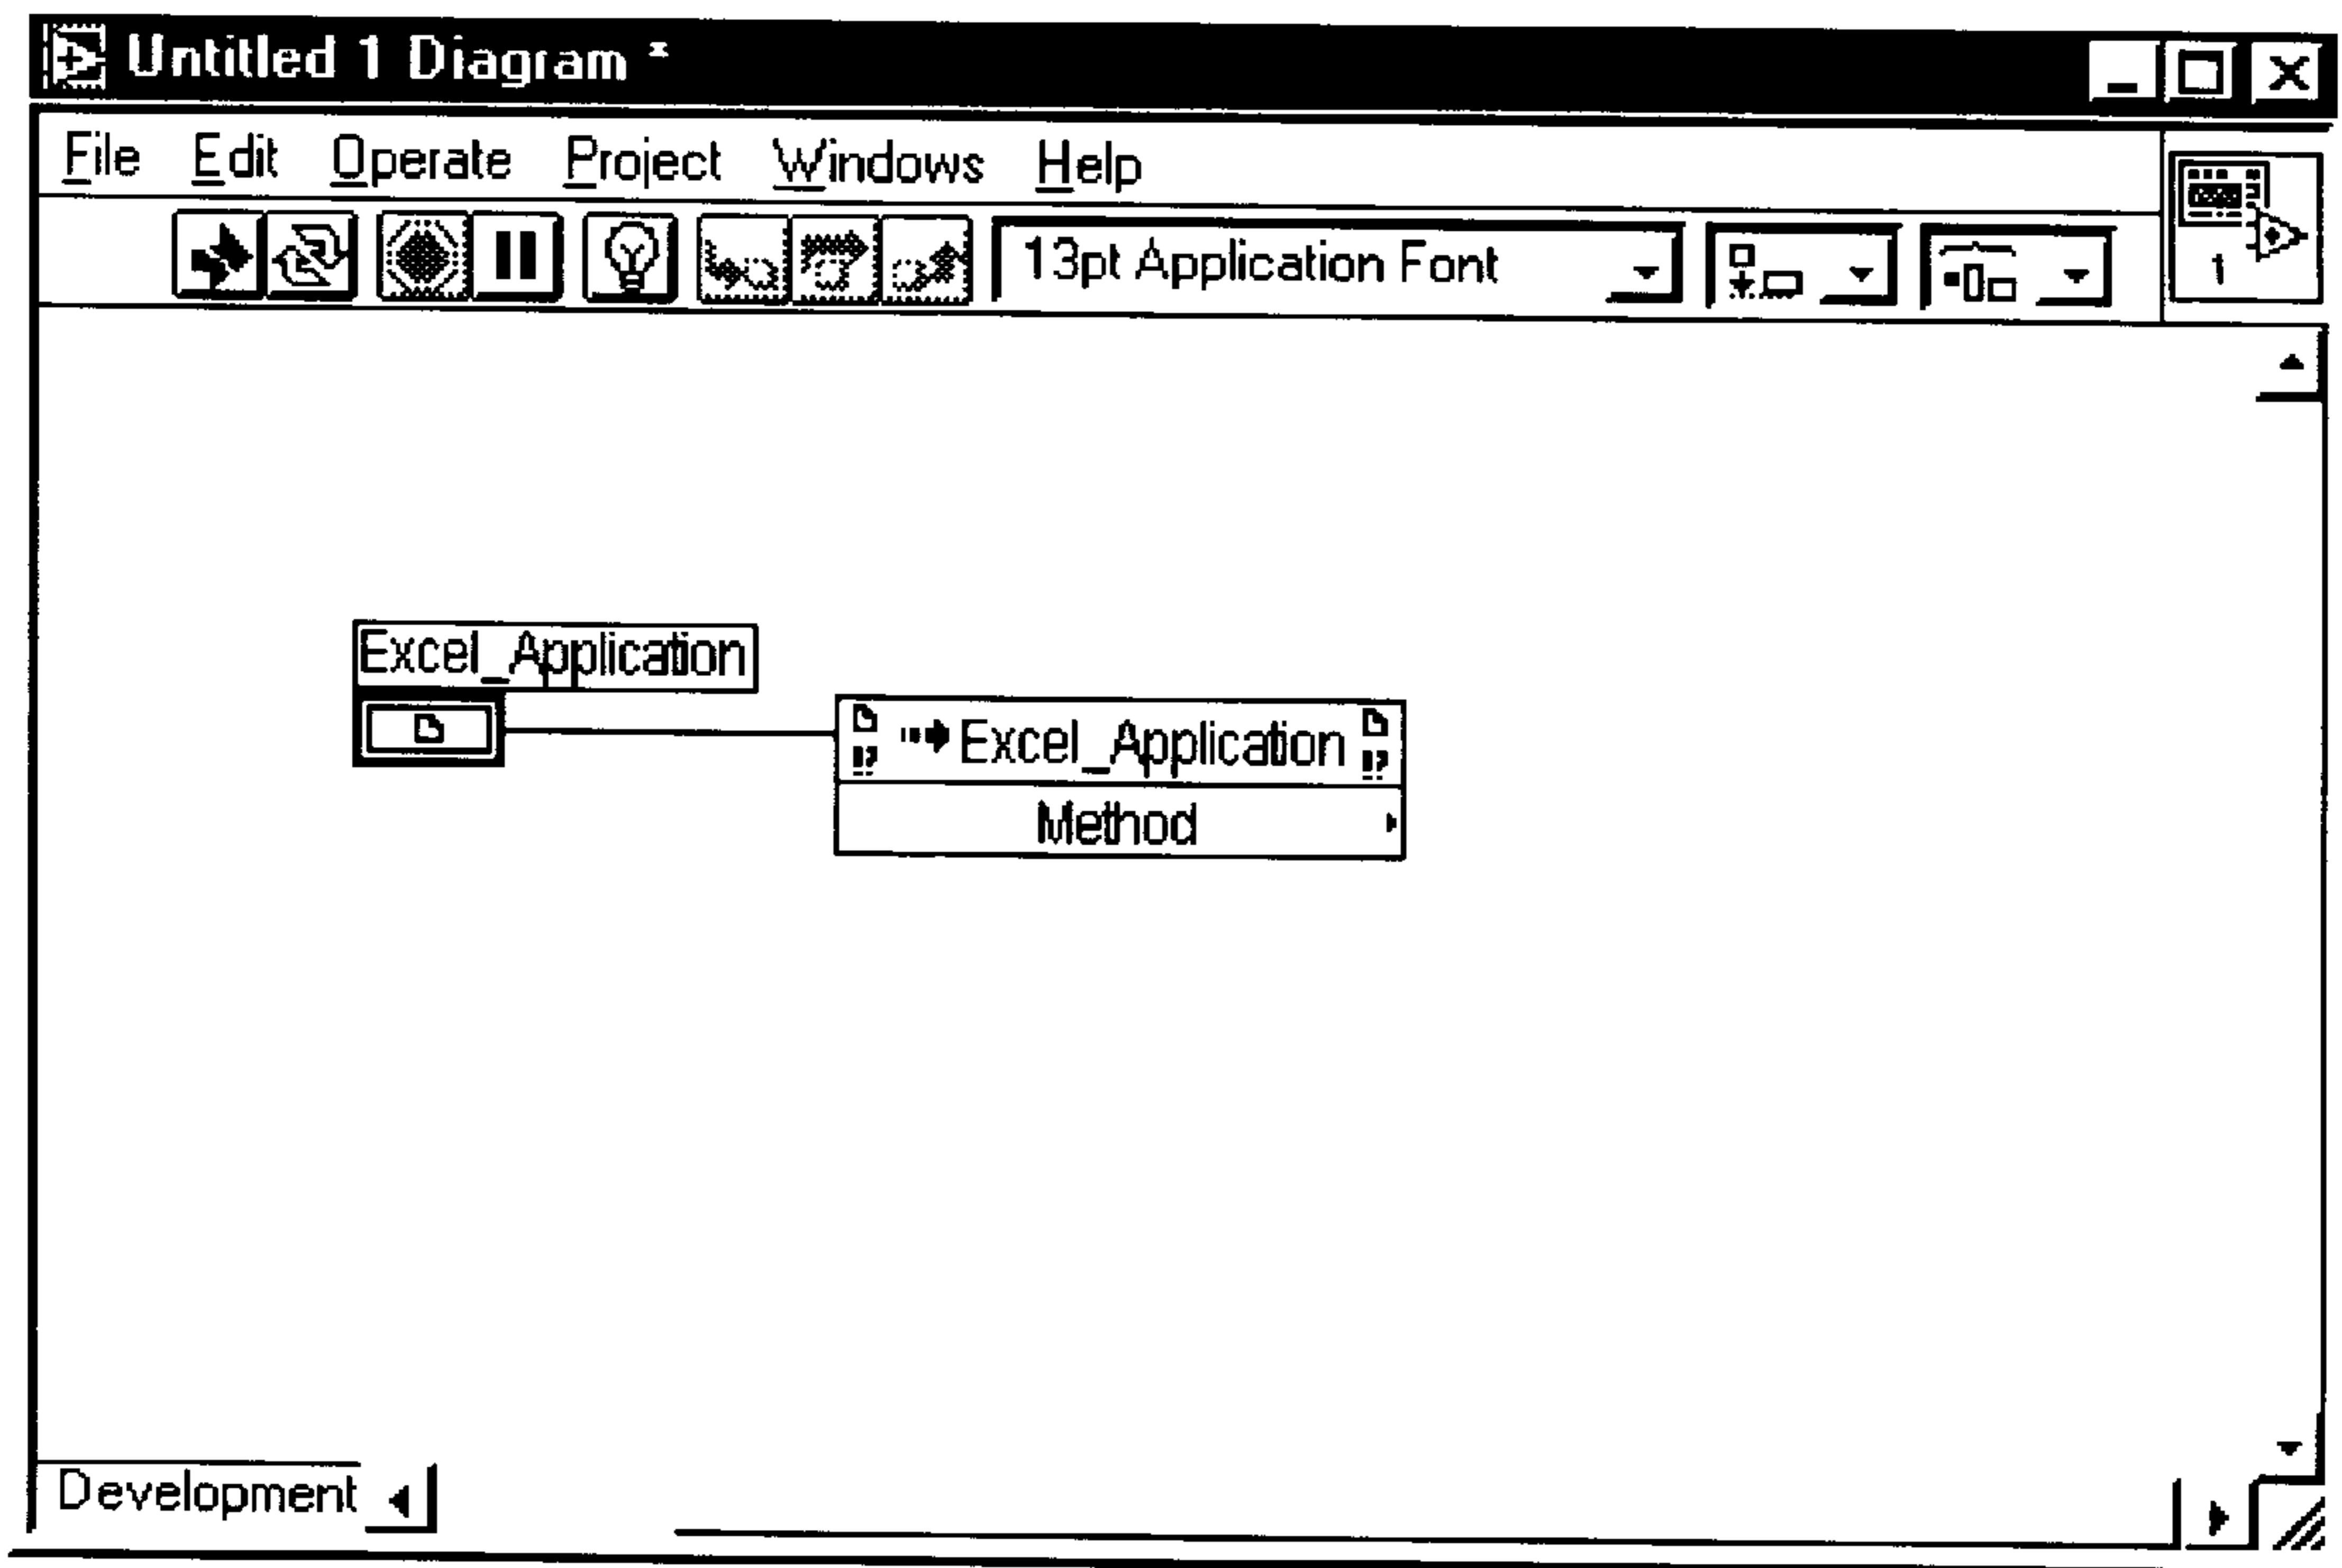 Untitled 1 Diagram *
File Edit Operate Project Windows Help
13pt Application Font
1
Excel_Application
Excel_Application
Method
Development